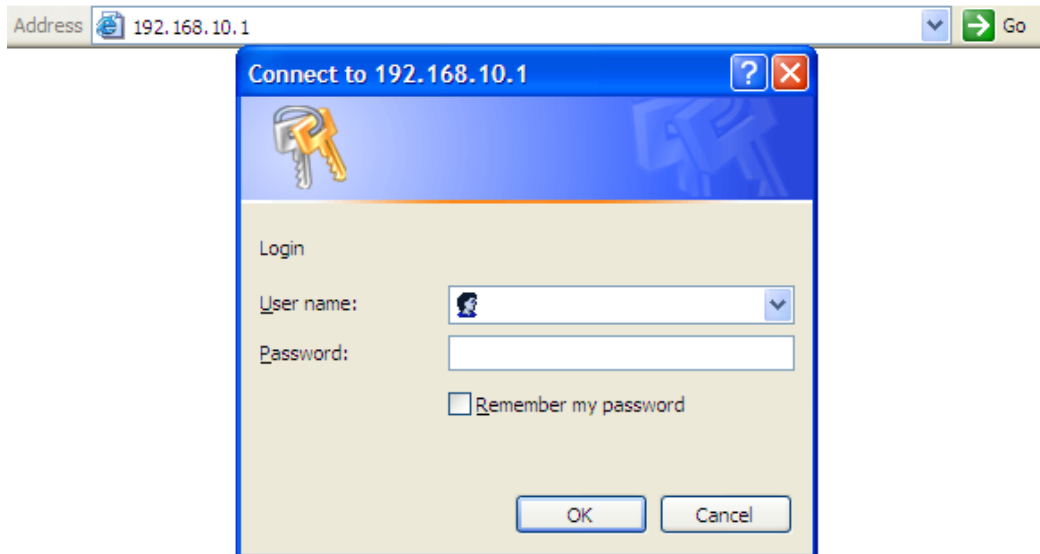 Address 192.168.10.1 Go
Connect to 192.168.10.1 ?
Login
User name:
Password:
Remember my password
OK Cancel